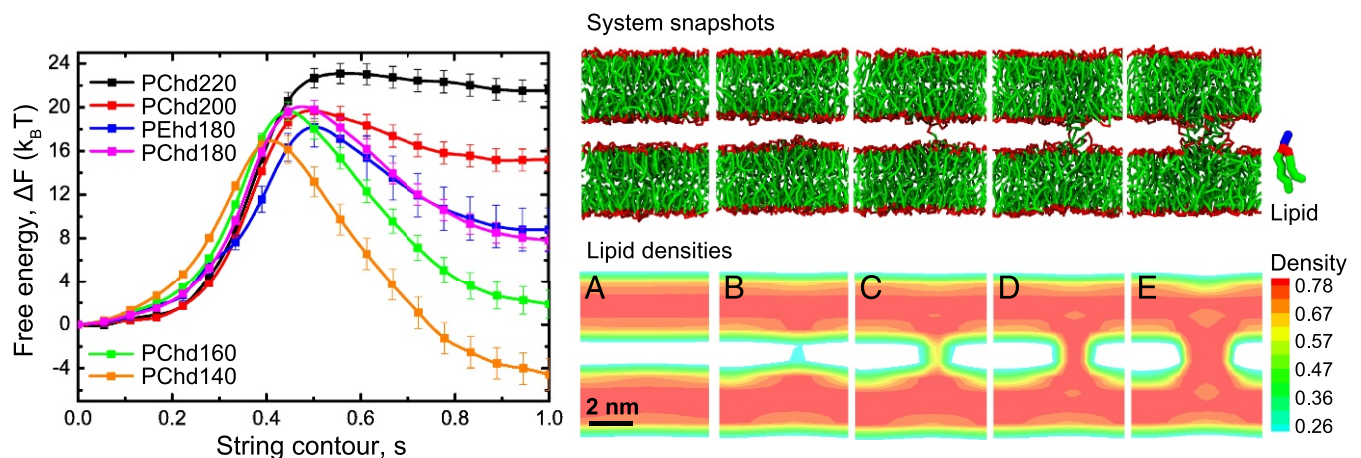 System snapshots
24
20
16
12
8
4
0
-4
Free energy, ΔF (k_BT)
PChd220
PChd200
PEhd180
PChd180
PChd160
PChd140
0.0 0.2 0.4 0.6 0.8 1.0
String contour, s
Lipid
Lipid densities
A B C D E
2 nm
Density
0.78
0.67
0.57
0.47
0.36
0.26